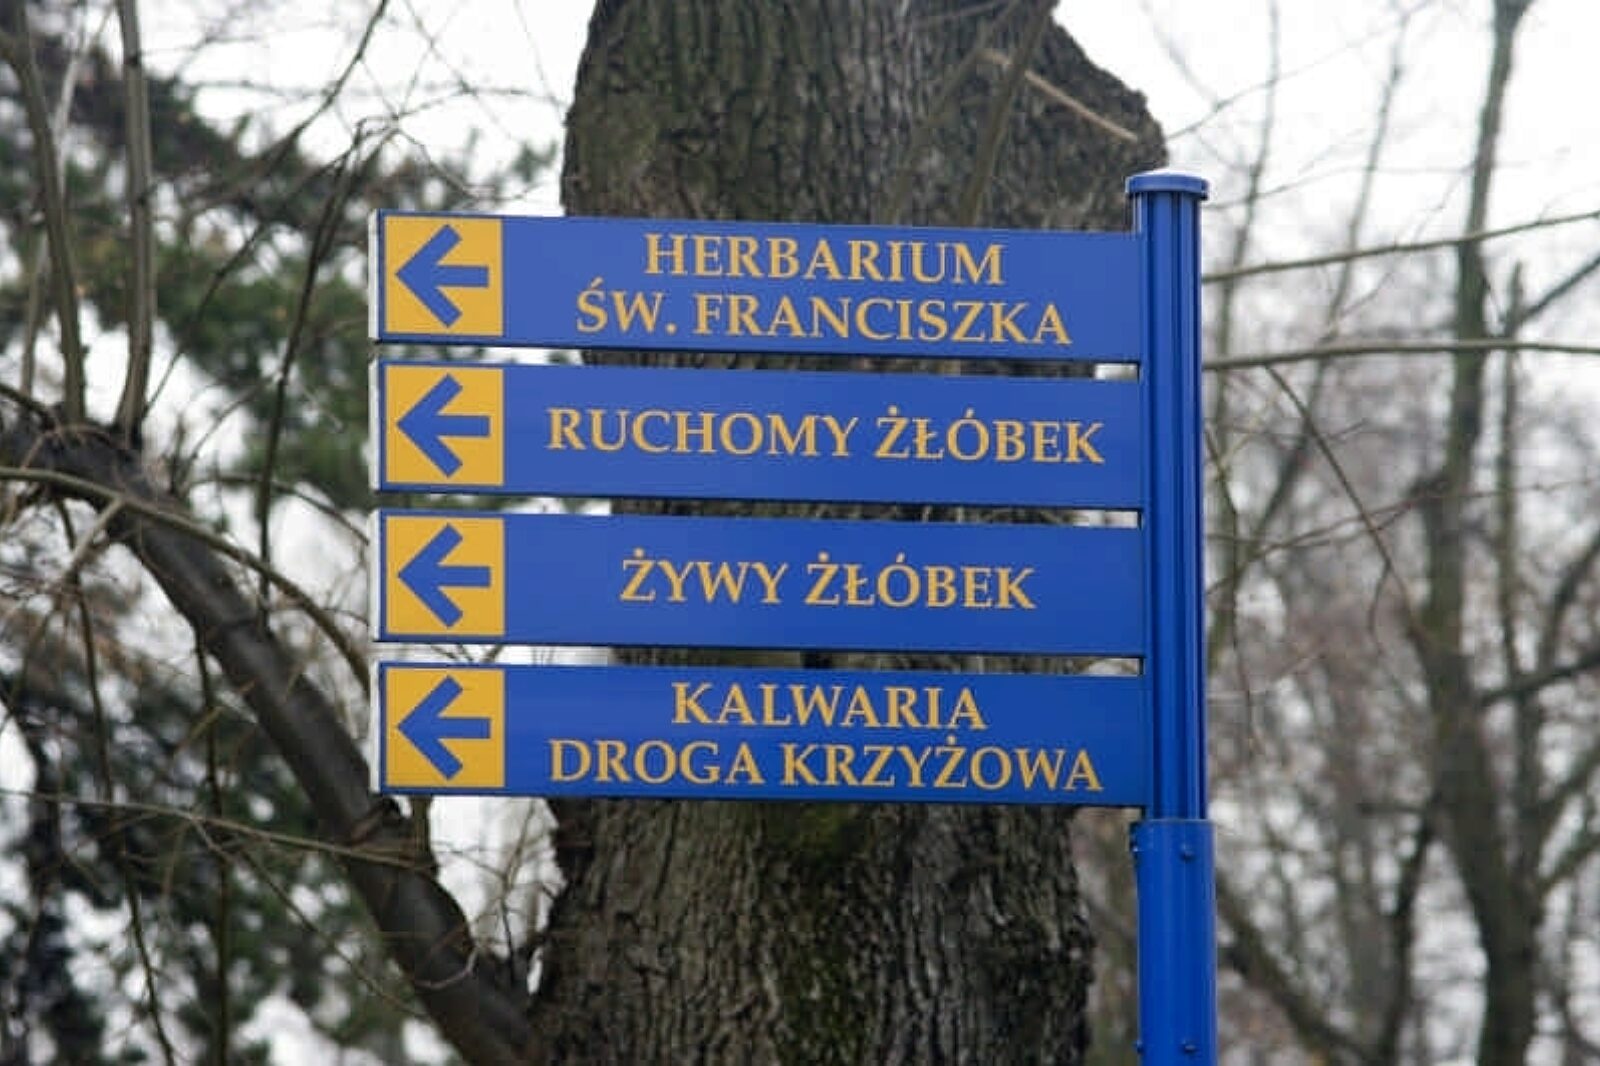 HERBARIUM
ŚW. FRANCISZKA
RUCHOMY ŻŁÓBEK
ŻYWY ŻŁÓBEK
KALWARIA
DROGA KRZYŻOWA